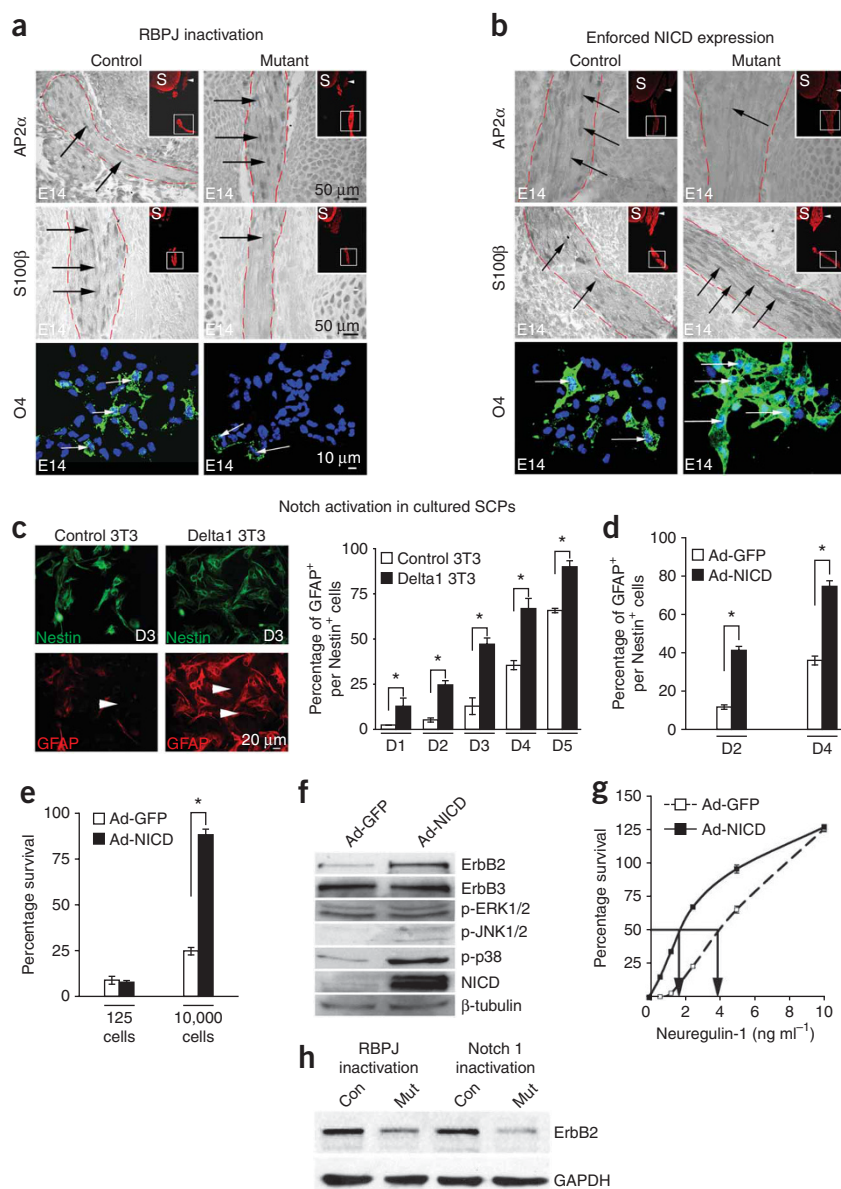 a
RBPJ inactivation
Control
Mutant
AP2α
S
E14
50 μm
S100β
S
S
E14
E14
50 μm
O4
E14
E14
10 μm
b
Enforced NICD expression
Control
Mutant
AP2α
S
S
E14
E14
S100β
S
S
E14
E14
O4
E14
E14
Notch activation in cultured SCPs
c
Control 3T3
Delta1 3T3
Nestin
D3
Nestin
D3
GFAP
GFAP
20 μm
Percentage of GFAP+
per Nestin+ cells
100
75
50
25
0
Control 3T3
Delta1 3T3
*
*
*
*
*
D1
D2
D3
D4
D5
d
Percentage of GFAP+
per Nestin+ cells
100
80
60
40
20
0
Ad-GFP
Ad-NICD
*
*
D2
D4
e
Percentage survival
100
75
50
25
0
Ad-GFP
Ad-NICD
*
125
cells
10,000
cells
f
Ad-GFP
Ad-NICD
ErbB2
ErbB3
p-ERK1/2
p-JNK1/2
p-p38
NICD
β-tubulin
g
Percentage survival
150
125
100
75
50
25
0
Ad-GFP
Ad-NICD
0
2
4
6
8
10
Neuregulin-1 (ng ml−1)
h
RBPJ
inactivation
Notch 1
inactivation
Con
Mut
Con
Mut
ErbB2
GAPDH